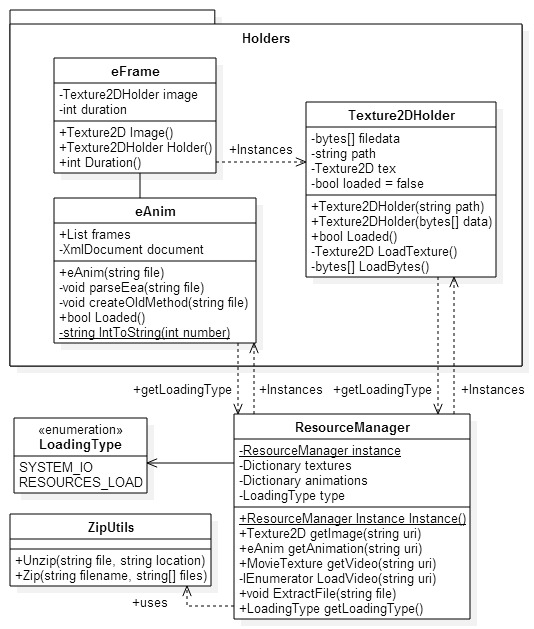 Holders
eFrame
-Texture2DHolder image
-int duration
+Texture2D Image()
+Texture2DHolder Holder()
+int Duration()
+Instances
Texture2DHolder
-bytes[] filedata
-string path
-Texture2D tex
-bool loaded = false
+Texture2DHolder(string path)
+Texture2DHolder(bytes[] data)
+bool Loaded()
-Texture2D LoadTexture()
-bytes[] LoadBytes()
eAnim
+List frames
-XmlDocument document
+eAnim(string file)
-void parseEea(string file)
-void createOldMethod(string file)
+bool Loaded()
-string IntToString(int number)
+getLoadingType
+Instances
+getLoadingType
+Instances
«enumeration»
LoadingType
SYSTEM_IO
RESOURCES_LOAD
ResourceManager
-ResourceManager instance
-Dictionary textures
-Dictionary animations
-LoadingType type
+ResourceManager Instance Instance()
+Texture2D getImage(string uri)
+eAnim getAnimation(string uri)
+MovieTexture getVideo(string uri)
-IEnumerator LoadVideo(string uri)
+void ExtractFile(string file)
+LoadingType getLoadingType()
ZipUtils
+Unzip(string file, string location)
+Zip(string filename, string[] files)
+uses